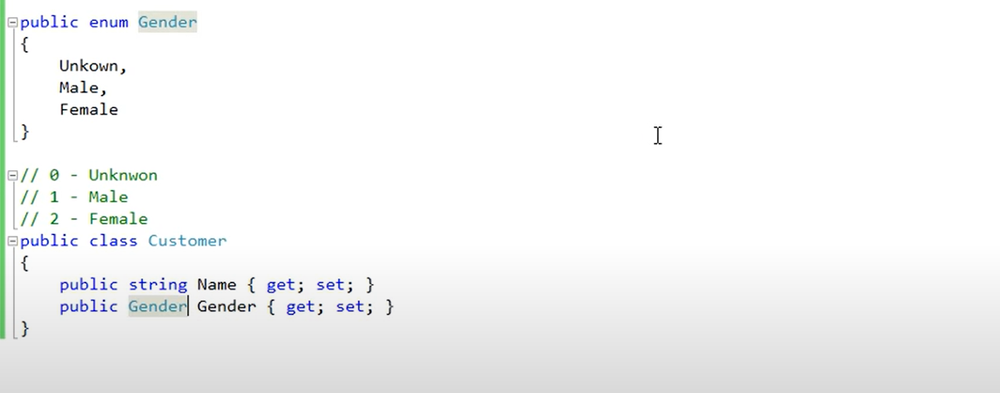 public enum Gender
{
    Unkown,
    Male,
    Female
}
// 0 - Unknwon
// 1 - Male
// 2 - Female
public class Customer
{
    public string Name { get; set; }
    public Gender Gender { get; set; }
}